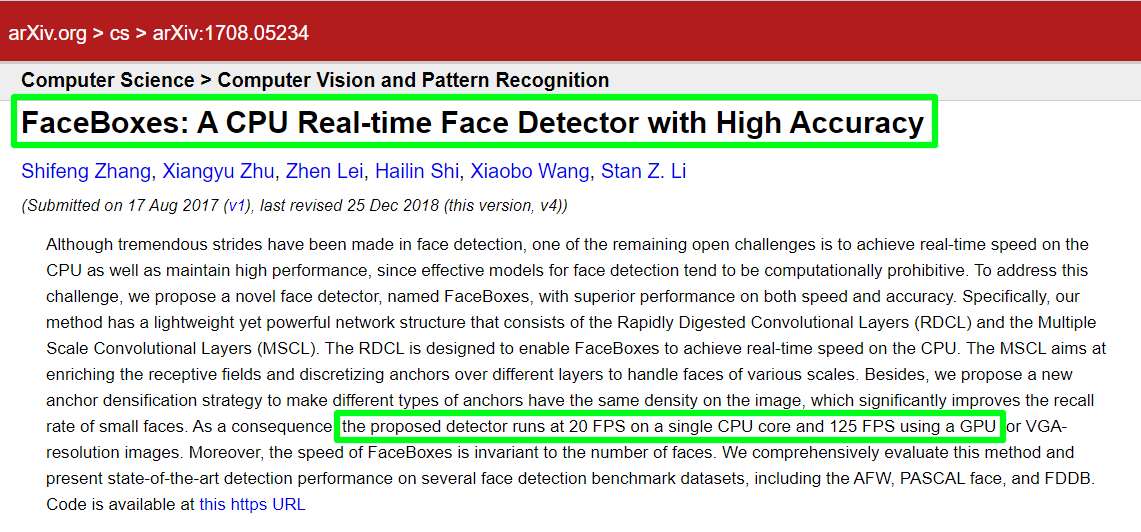 arXiv.org > cs > arXiv:1708.05234
Computer Science > Computer Vision and Pattern Recognition
FaceBoxes: A CPU Real-time Face Detector with High Accuracy
Shifeng Zhang, Xiangyu Zhu, Zhen Lei, Hailin Shi, Xiaobo Wang, Stan Z. Li
(Submitted on 17 Aug 2017 (v1), last revised 25 Dec 2018 (this version, v4))
Although tremendous strides have been made in face detection, one of the remaining open challenges is to achieve real-time speed on the
CPU as well as maintain high performance, since effective models for face detection tend to be computationally prohibitive. To address this
challenge, we propose a novel face detector, named FaceBoxes, with superior performance on both speed and accuracy. Specifically, our
method has a lightweight yet powerful network structure that consists of the Rapidly Digested Convolutional Layers (RDCL) and the Multiple
Scale Convolutional Layers (MSCL). The RDCL is designed to enable FaceBoxes to achieve real-time speed on the CPU. The MSCL aims at
enriching the receptive fields and discretizing anchors over different layers to handle faces of various scales. Besides, we propose a new
anchor densification strategy to make different types of anchors have the same density on the image, which significantly improves the recall
rate of small faces. As a consequence the proposed detector runs at 20 FPS on a single CPU core and 125 FPS using a GPU or VGA-
resolution images. Moreover, the speed of FaceBoxes is invariant to the number of faces. We comprehensively evaluate this method and
present state-of-the-art detection performance on several face detection benchmark datasets, including the AFW, PASCAL face, and FDDB.
Code is available at this https URL